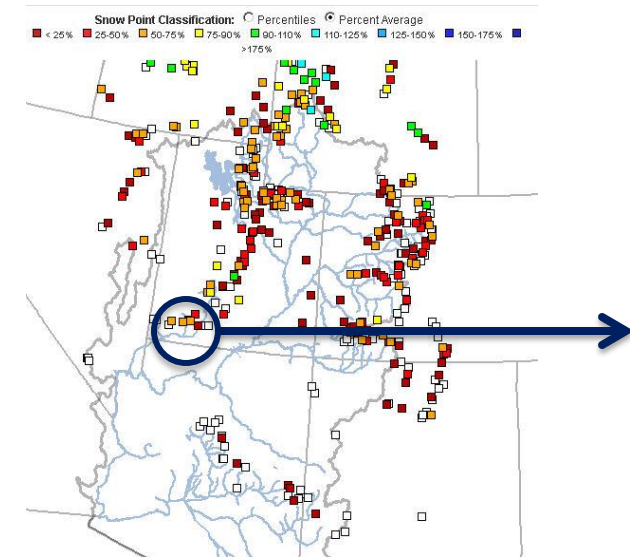 Snow Point Classification: Percentiles Percent Average
< 25% 25-50% 50-75% 75-90% 90-110% 110-125% 125-150% 150-175%
>175%